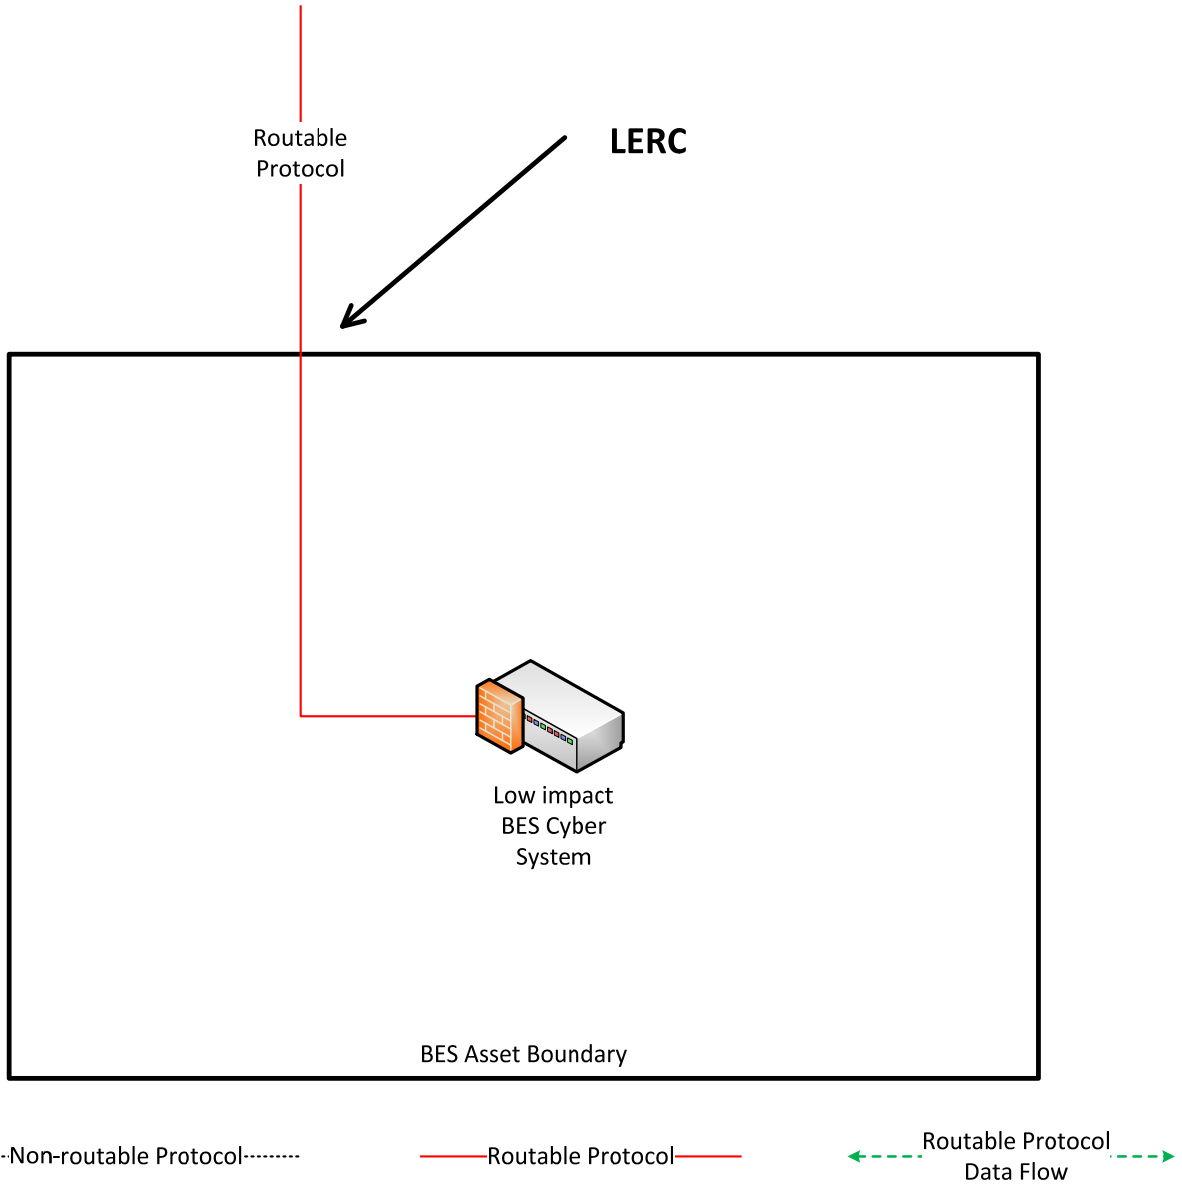 Routable
Protocol
LERC
Low impact
BES Cyber
System
BES Asset Boundary
Non-routable Protocol
Routable Protocol
Routable Protocol
Data Flow